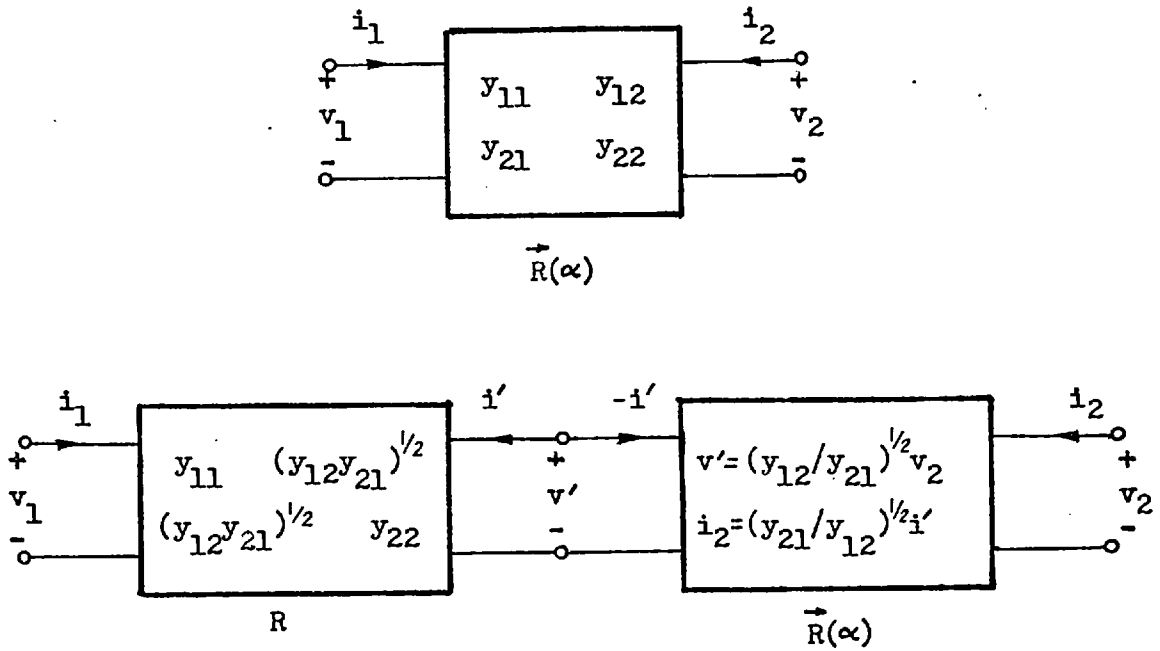 i₁ i₂
+ y₁₁ y₁₂ +
v₁ v₂
- y₂₁ y₂₂ -
R⃗(α)
i₁ i′ -i′ i₂
+ y₁₁ (y₁₂y₂₁)^½ + v′=(y₁₂/y₂₁)^½v₂ +
v₁ v′ v₂
- (y₁₂y₂₁)^½ y₂₂ - i₂=(y₂₁/y₁₂)^½i′ -
R R⃗(α)